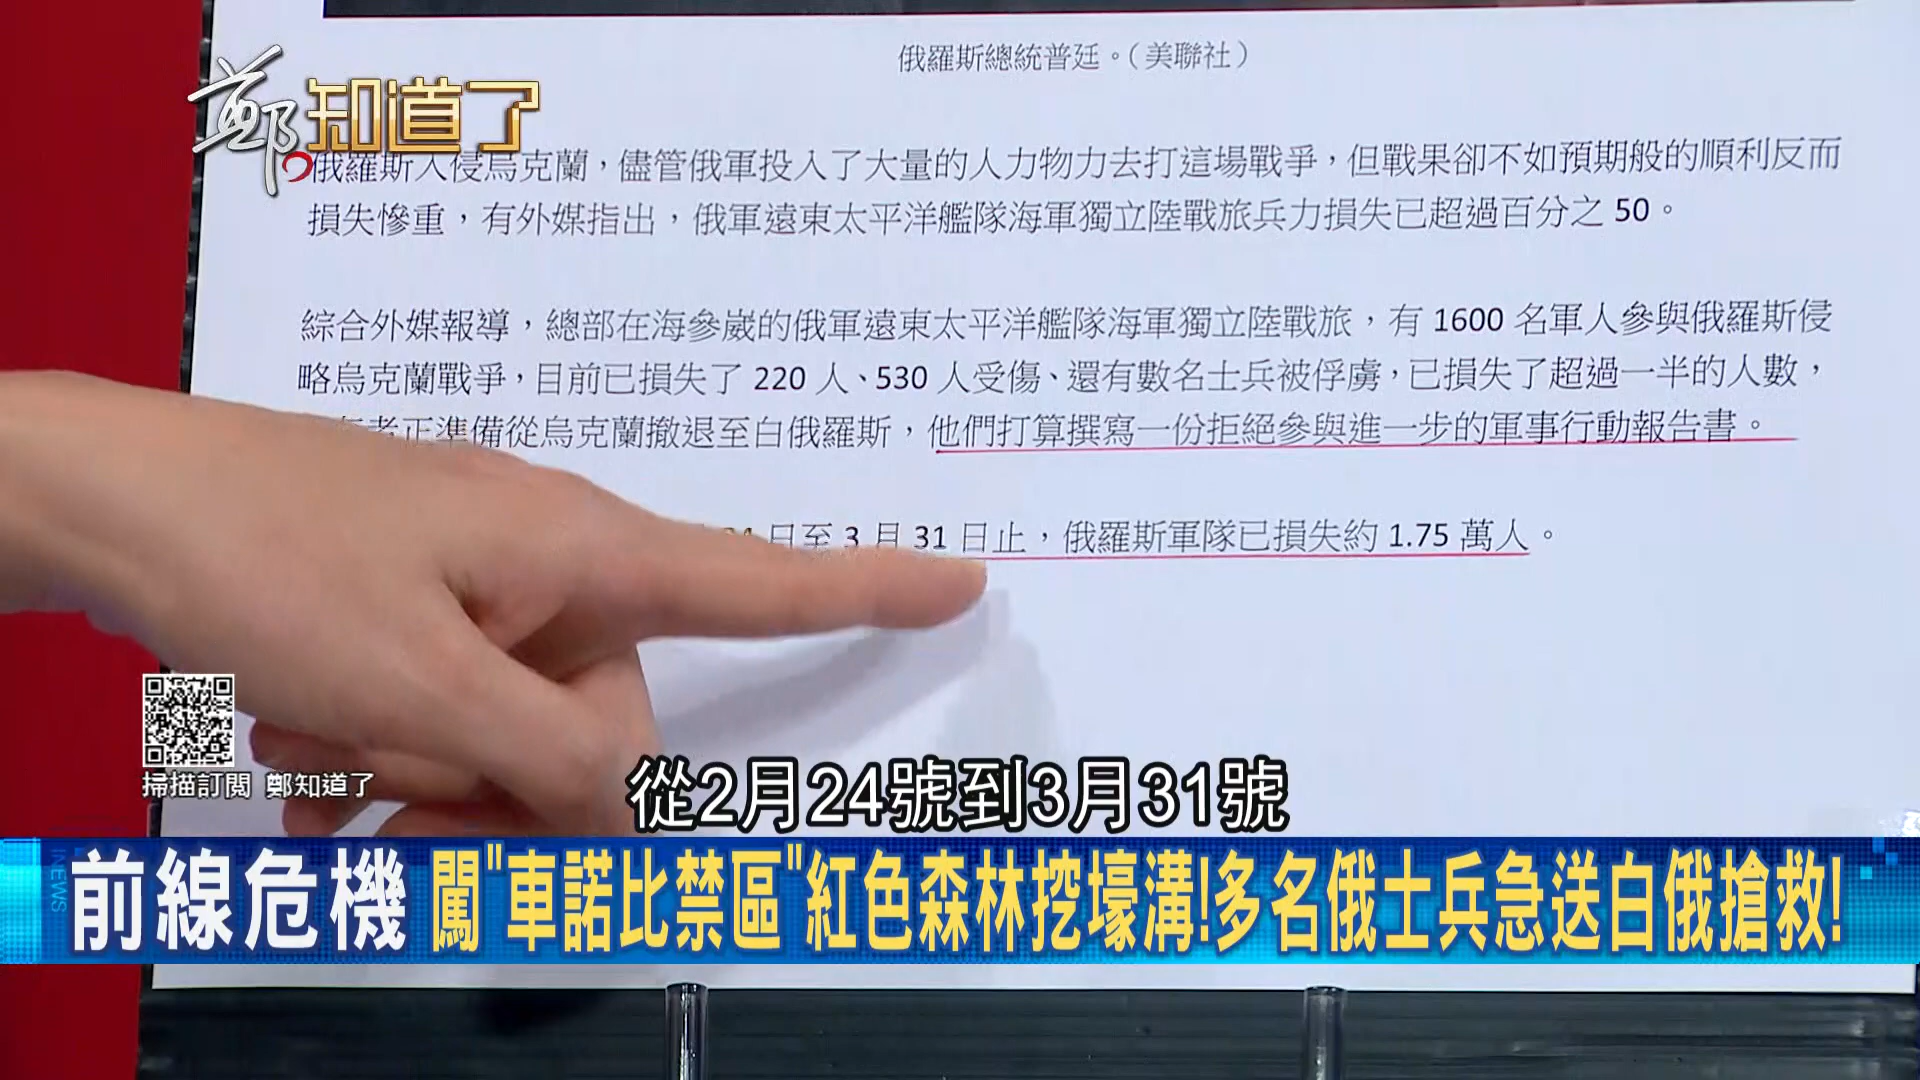 俄羅斯總統普廷。（美聯社）
鄭知道了
俄羅斯入侵烏克蘭，儘管俄軍投入了大量的人力物力去打這場戰爭，但戰果卻不如預期般的順利反而
損失慘重，有外媒指出，俄軍遠東太平洋艦隊海軍獨立陸戰旅兵力損失已超過百分之 50。
綜合外媒報導，總部在海參崴的俄軍遠東太平洋艦隊海軍獨立陸戰旅，有 1600 名軍人參與俄羅斯侵
略烏克蘭戰爭，目前已損失了 220 人、530 人受傷、還有數名士兵被俘虜，已損失了超過一半的人數，
者正準備從烏克蘭撤退至白俄羅斯，他們打算撰寫一份拒絕參與進一步的軍事行動報告書。
日至 3 月 31 日止，俄羅斯軍隊已損失約 1.75 萬人。
掃描訂閱 鄭知道了
從2月24號到3月31號
INEWS
前線危機 闖"車諾比禁區"紅色森林挖壕溝!多名俄士兵急送白俄搶救!